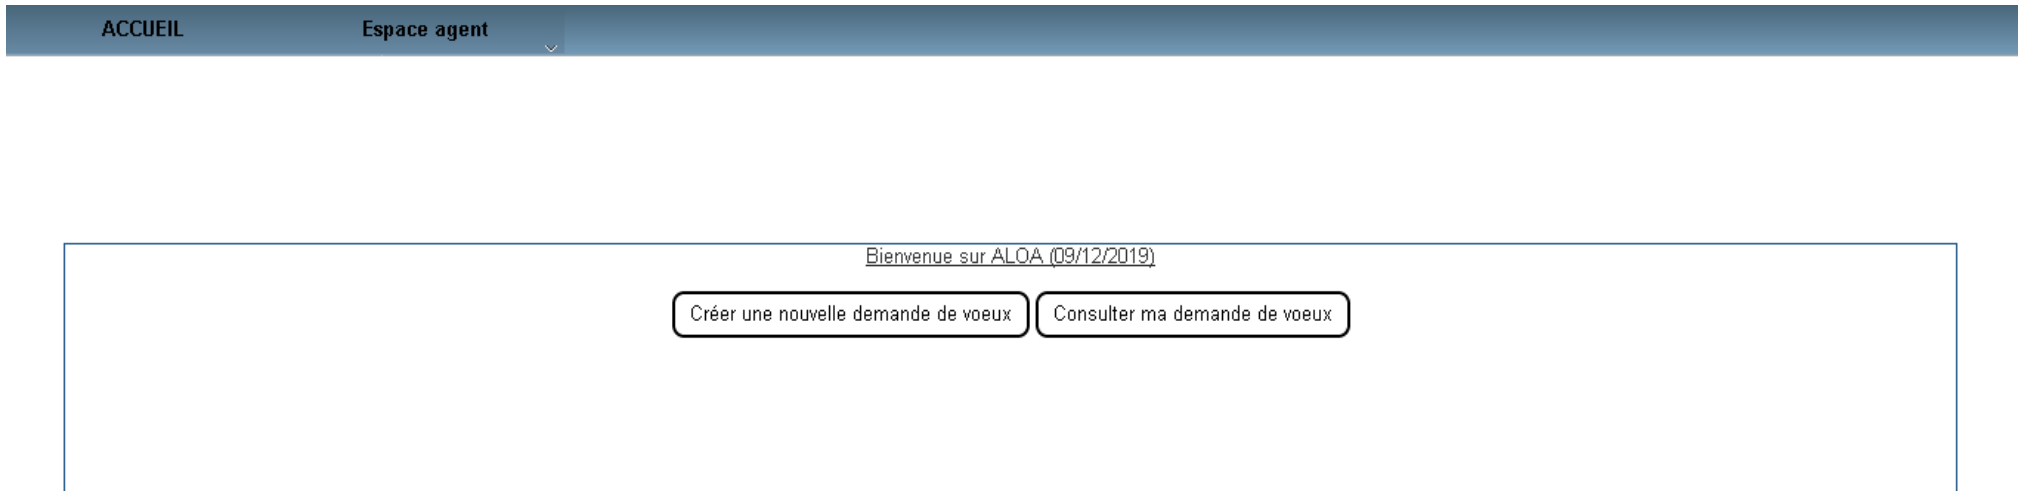 ACCUEIL Espace agent
Bienvenue sur ALOA (09/12/2019)
Créer une nouvelle demande de voeux Consulter ma demande de voeux